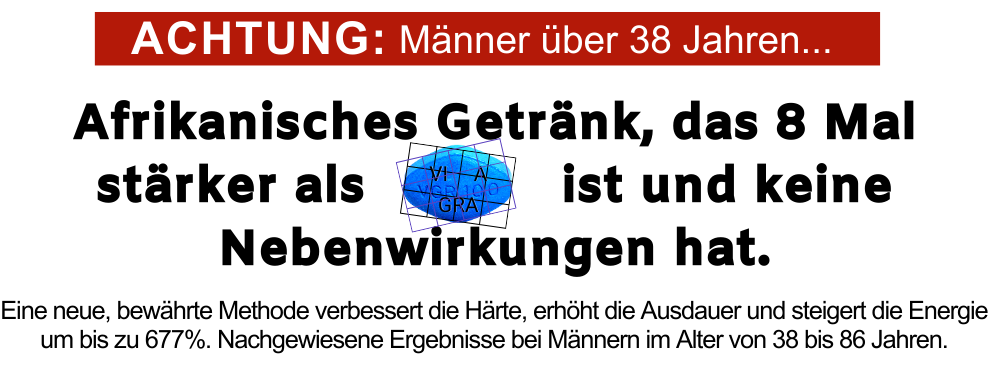 ACHTUNG: Männer über 38 Jahren...
Afrikanisches Getränk, das 8 Mal
stärker als VI A ist und keine
VGR 100
GRA
Nebenwirkungen hat.
Eine neue, bewährte Methode verbessert die Härte, erhöht die Ausdauer und steigert die Energie
um bis zu 677%. Nachgewiesene Ergebnisse bei Männern im Alter von 38 bis 86 Jahren.